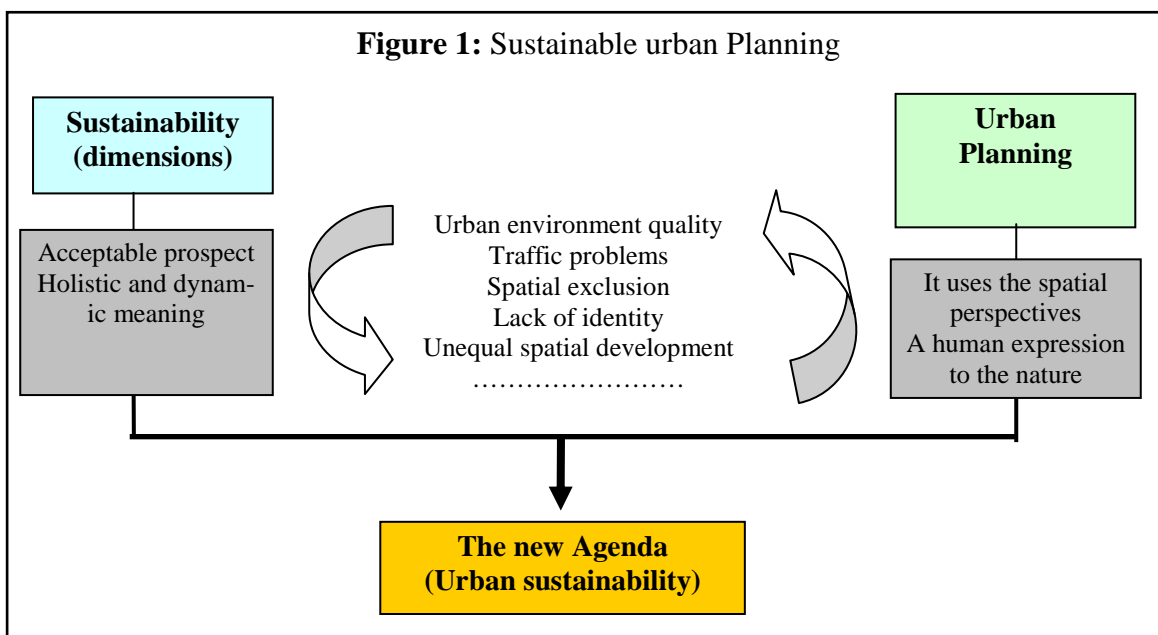 Figure 1: Sustainable urban Planning
Sustainability
(dimensions)
Acceptable prospect
Holistic and dynam-
ic meaning
Urban environment quality
Traffic problems
Spatial exclusion
Lack of identity
Unequal spatial development
……………………
Urban
Planning
It uses the spatial
perspectives
A human expression
to the nature
The new Agenda
(Urban sustainability)